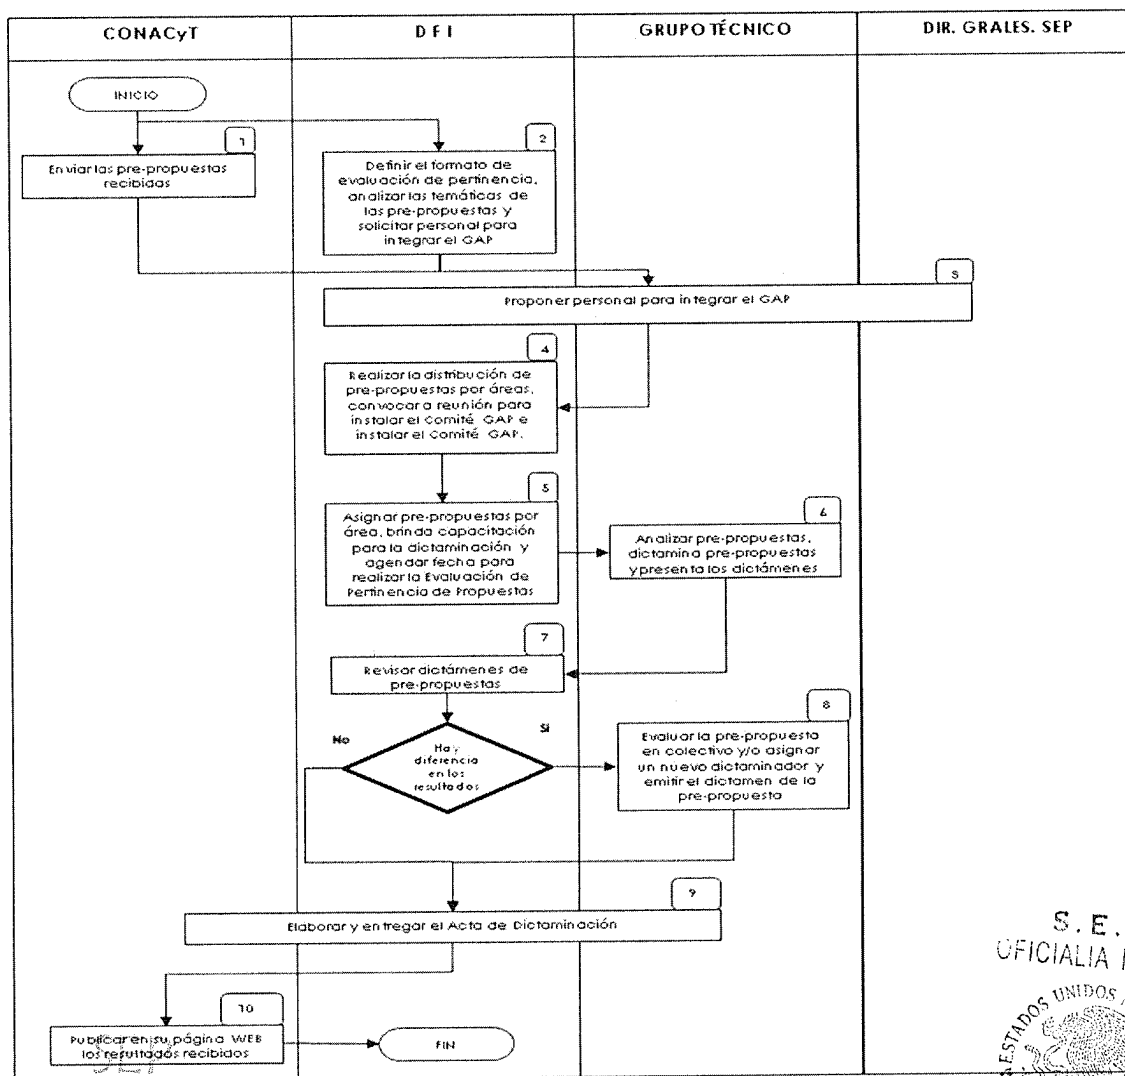 CONACyT
D F I
GRUPO TÉCNICO
DIR. GRALES. SEP
INICIO
1
Enviar las pre-propuestas
recibidas
2
Definir el formato de
evaluación de pertinencia,
analizar las temáticas de
las pre-propuestas y
solicitar personal para
integrar el GAP
3
Proponer personal para integrar el GAP
4
Realizar la distribución de
pre-propuestas por áreas,
convocar a reunión para
instalar el Comité GAP e
instalar el Comité GAP.
5
Asignar pre-propuestas por
área, brinda capacitación
para la dictaminación y
agendar fecha para
realizar la Evaluación de
Pertinencia de Propuestas
6
Analizar pre-propuestas,
dictamina pre-propuestas
y presenta los dictámenes
7
Revisar dictámenes de
pre-propuestas
No
Hay
diferencia
en los
resultados
Si
8
Evaluar la pre-propuesta
en colectivo y/o asignar
un nuevo dictaminador y
emitir el dictamen de la
pre-propuesta
9
Elaborar y entregar el Acta de Dictaminación
10
Publicar en su página WEB
los resultados recibidos
SEP
FIN
S. E.
OFICIALIA
ESTADOS UNIDOS